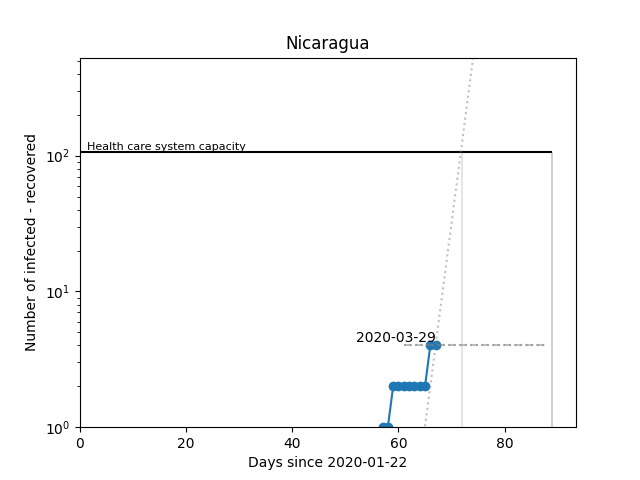 Nicaragua
Number of infected - recovered
10²
10¹
10⁰
Health care system capacity
2020-03-29
0 20 40 60 80
Days since 2020-01-22